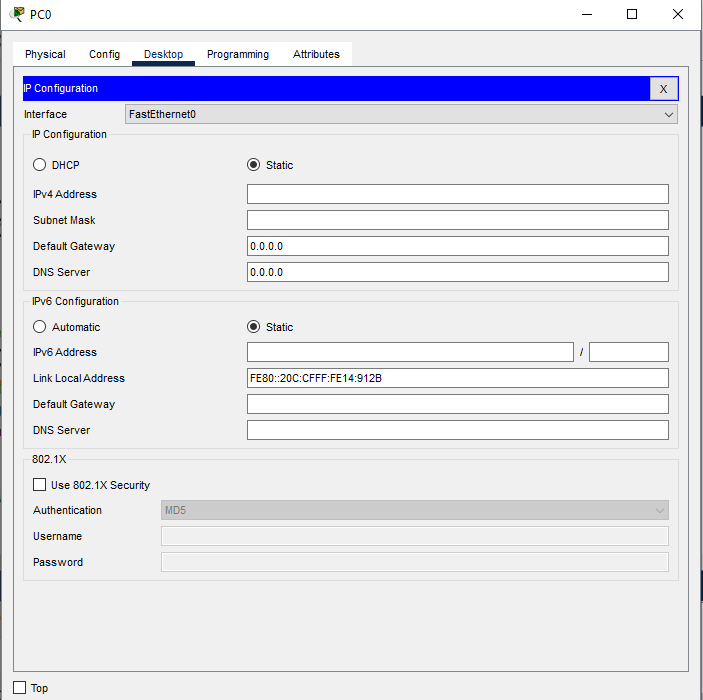 PC0
Physical Config Desktop Programming Attributes
IP Configuration X
Interface FastEthernet0
IP Configuration
DHCP Static
IPv4 Address
Subnet Mask
Default Gateway 0.0.0.0
DNS Server 0.0.0.0
IPv6 Configuration
Automatic Static
IPv6 Address /
Link Local Address FE80::20C:CFFF:FE14:912B
Default Gateway
DNS Server
802.1X
Use 802.1X Security
Authentication MD5
Username
Password
Top